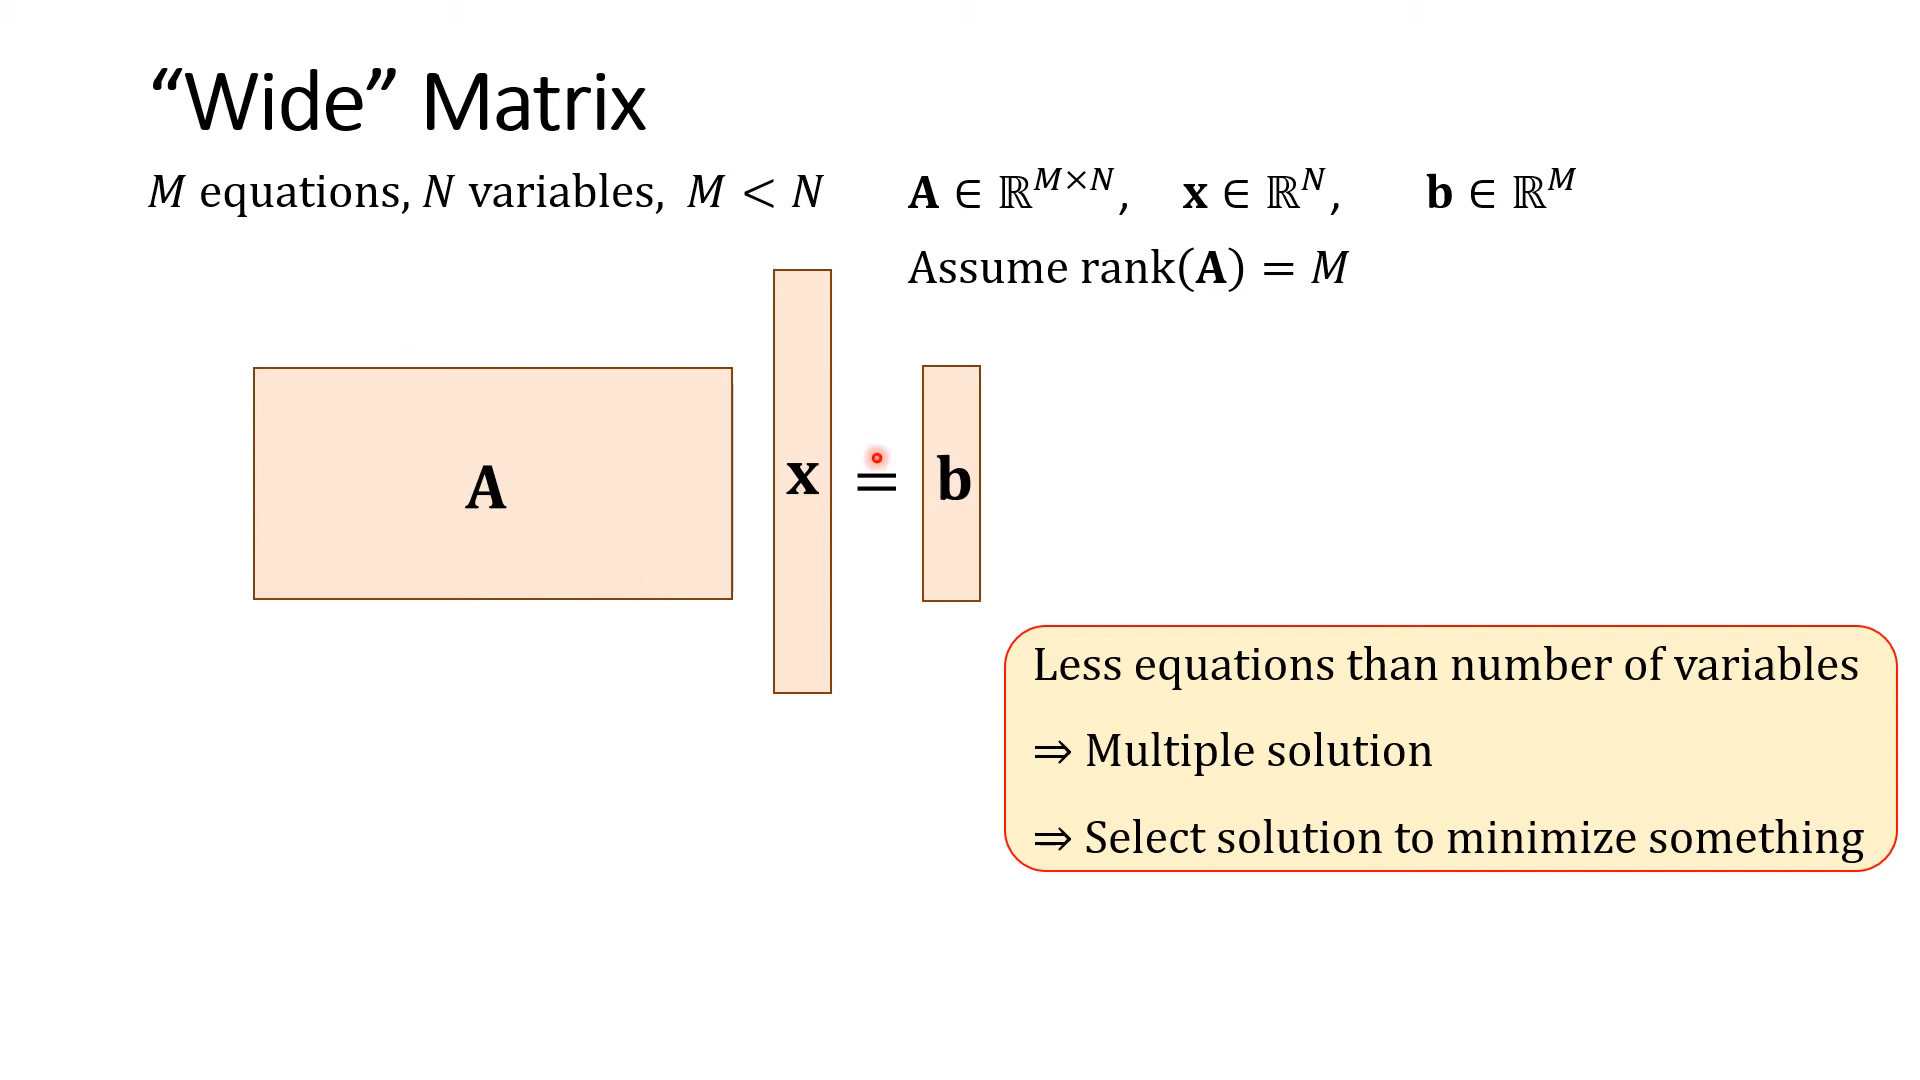 “Wide” Matrix
M equations, N variables, M < N
A ∈ ℝ^{M×N}, x ∈ ℝ^N, b ∈ ℝ^M
Assume rank(A) = M
A x = b
Less equations than number of variables
⇒ Multiple solution
⇒ Select solution to minimize something